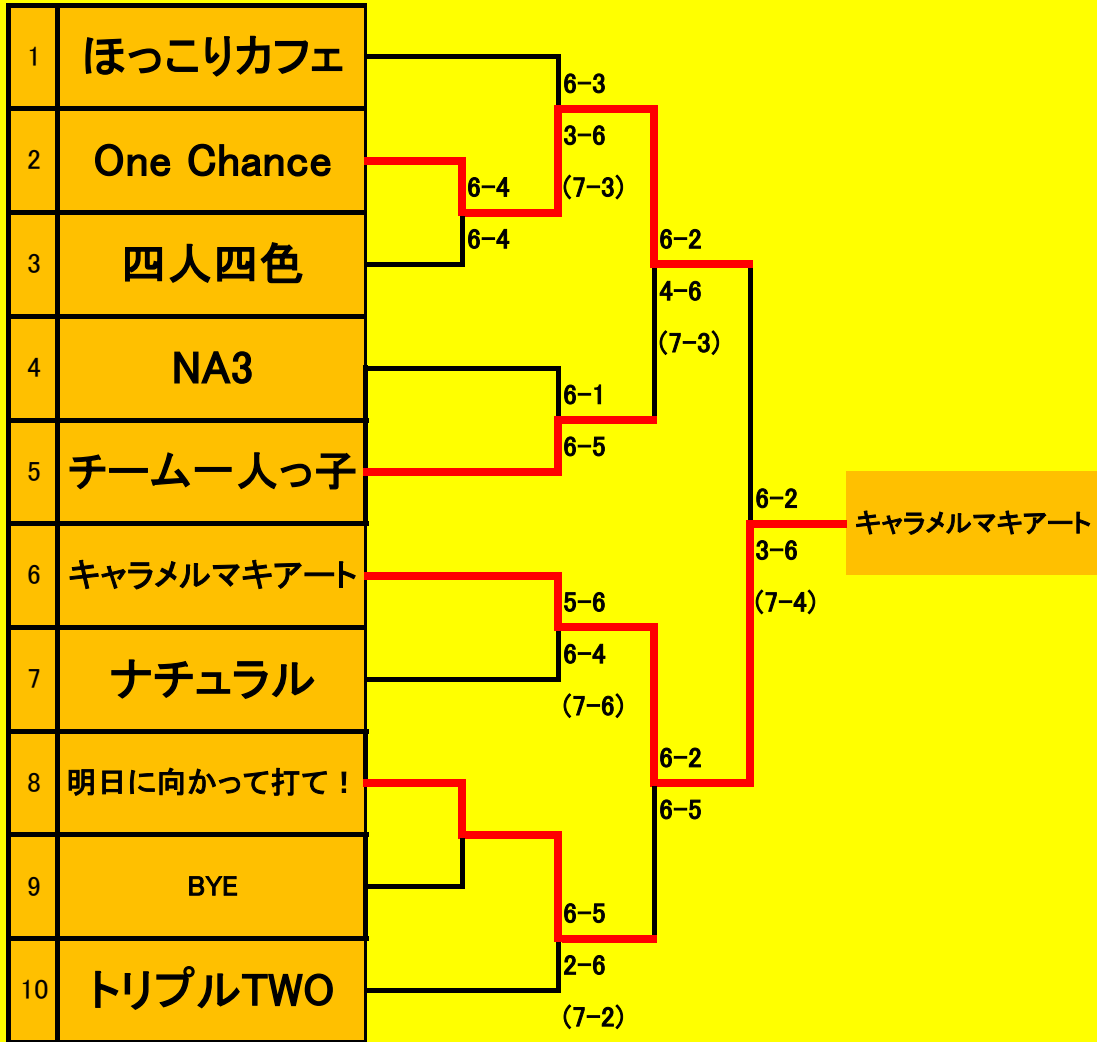 1 ほっこりカフェ
6-3
2 One Chance
3-6
6-4
(7-3)
3 四人四色
6-4
6-2
4-6
(7-3)
4 NA3
6-1
5 チーム一人っ子
6-5
6-2
キャラメルマキアート
3-6
6 キャラメルマキアート
5-6
(7-4)
7 ナチュラル
6-4
(7-6)
8 明日に向かって打て！
6-2
6-5
9 BYE
6-5
10 トリプルTWO
2-6
(7-2)